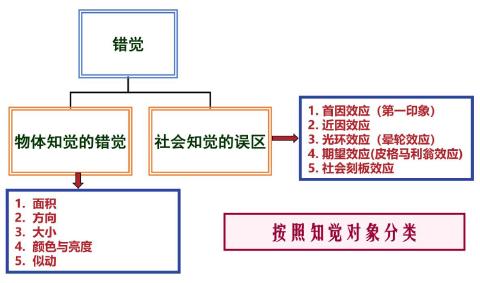 错觉
物体知觉的错觉
社会知觉的误区
1. 首因效应（第一印象）
2. 近因效应
3. 光环效应（晕轮效应）
4. 期望效应(皮格马利翁效应)
5. 社会刻板效应
1. 面积
2. 方向
3. 大小
4. 颜色与亮度
5. 似动
按照知觉对象分类